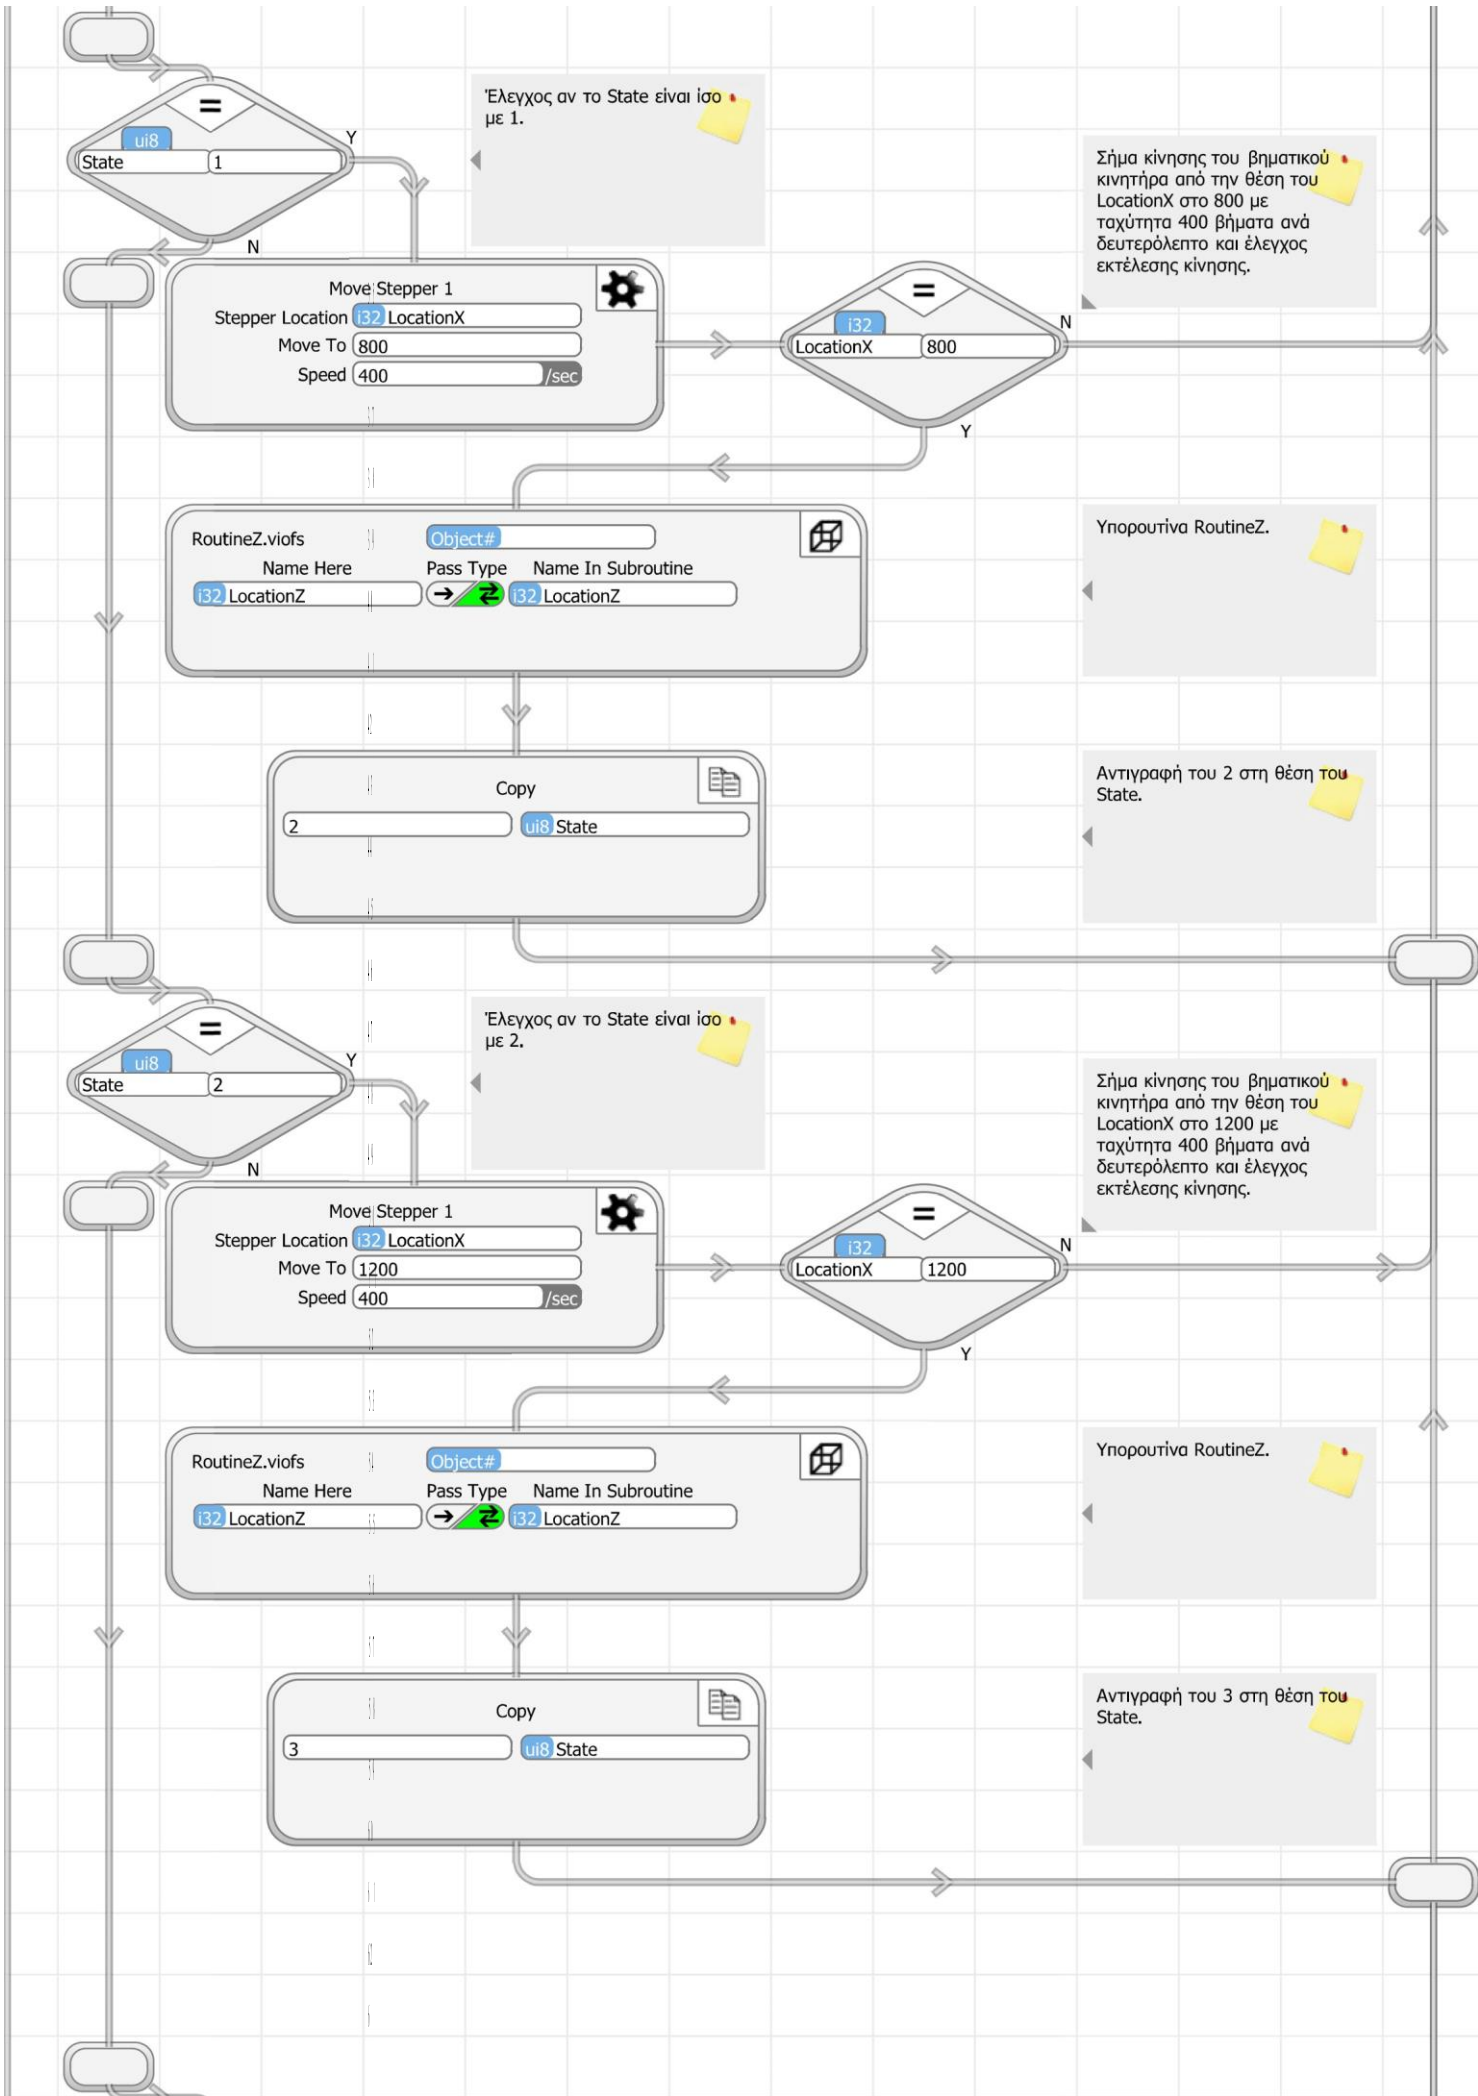 =
ui8
State 1
Y
N
Έλεγχος αν το State είναι ίσο
με 1.
Σήμα κίνησης του βηματικού
κινητήρα από την θέση του
LocationX στο 800 με
ταχύτητα 400 βήματα ανά
δευτερόλεπτο και έλεγχος
εκτέλεσης κίνησης.
Move Stepper 1
Stepper Location i32 LocationX
Move To 800
Speed 400 /sec
=
i32
LocationX 800
N
Y
RoutineZ.viofs Object#
Name Here Pass Type Name In Subroutine
i32 LocationZ i32 LocationZ
Υπορουτίνα RoutineZ.
Copy
2 ui8 State
Αντιγραφή του 2 στη θέση του
State.
=
ui8
State 2
Y
N
Έλεγχος αν το State είναι ίσο
με 2.
Σήμα κίνησης του βηματικού
κινητήρα από την θέση του
LocationX στο 1200 με
ταχύτητα 400 βήματα ανά
δευτερόλεπτο και έλεγχος
εκτέλεσης κίνησης.
Move Stepper 1
Stepper Location i32 LocationX
Move To 1200
Speed 400 /sec
=
i32
LocationX 1200
N
Y
RoutineZ.viofs Object#
Name Here Pass Type Name In Subroutine
i32 LocationZ i32 LocationZ
Υπορουτίνα RoutineZ.
Copy
3 ui8 State
Αντιγραφή του 3 στη θέση του
State.